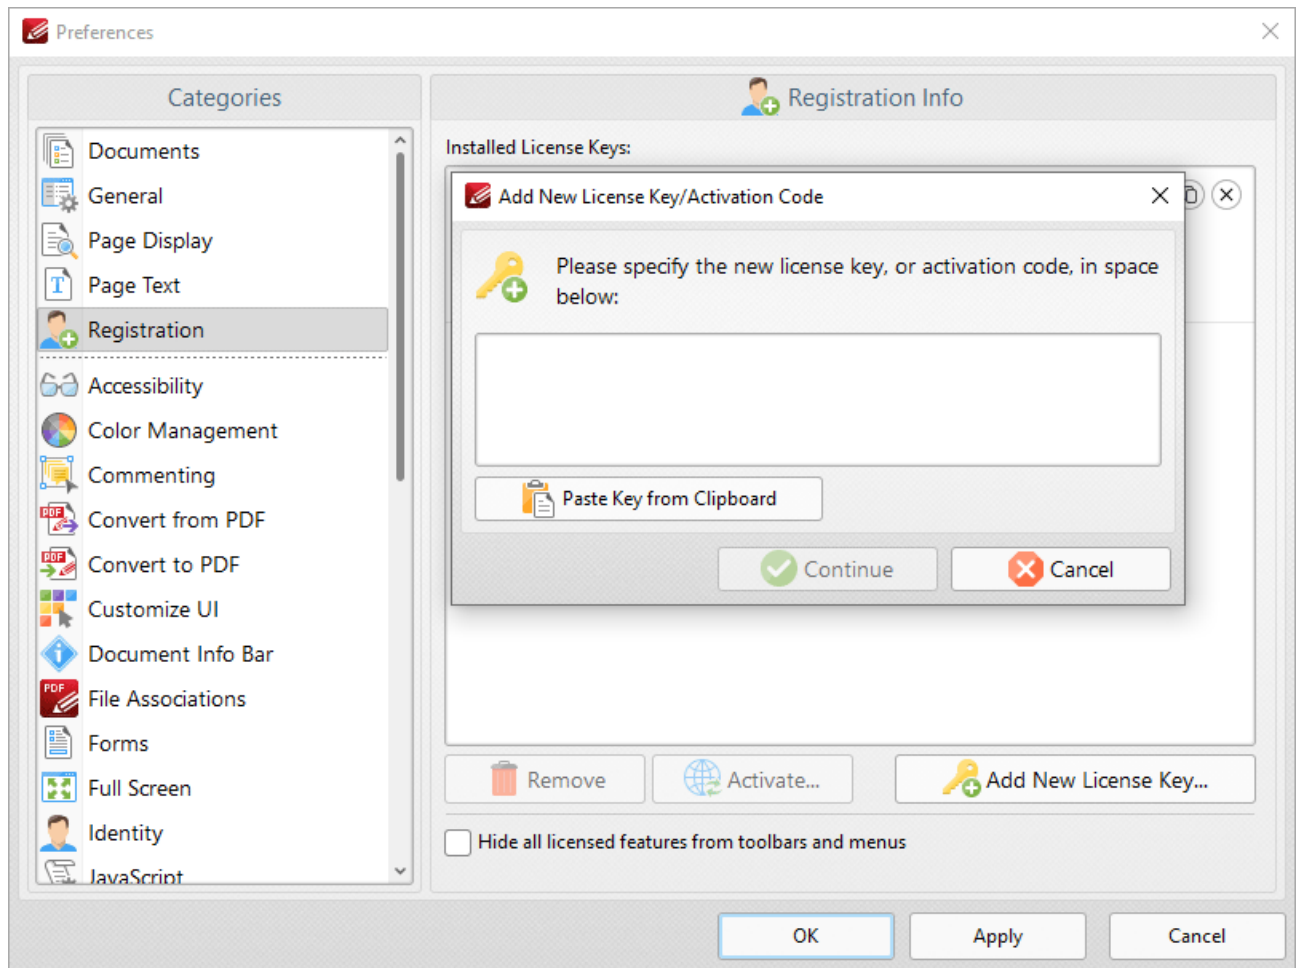 Preferences
Categories
Documents
General
Page Display
Page Text
T
Registration
Accessibility
Color Management
Commenting
PDF
Convert from PDF
PDF
Convert to PDF
Customize UI
i
Document Info Bar
PDF
File Associations
Forms
Full Screen
Identity
JavaScript
Registration Info
Installed License Keys:
Add New License Key/Activation Code
Please specify the new license key, or activation code, in space
below:
Paste Key from Clipboard
Continue
Cancel
Remove
Activate...
Add New License Key...
Hide all licensed features from toolbars and menus
OK
Apply
Cancel